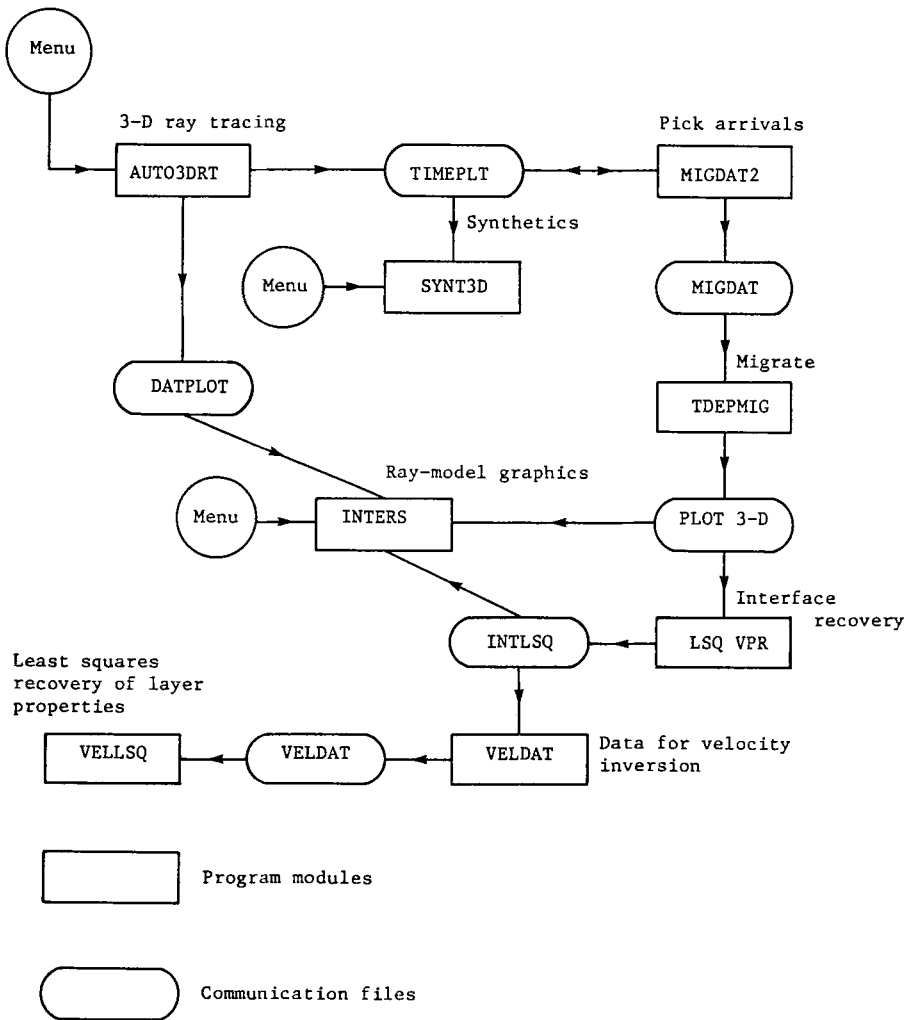 Menu
3-D ray tracing
Pick arrivals
AUTO3DRT
TIMEPLT
MIGDAT2
Synthetics
Menu
SYNT3D
MIGDAT
Migrate
DATPLOT
TDEPMIG
Ray-model graphics
Menu
INTERS
PLOT 3-D
Interface
recovery
INTLSQ
LSQ VPR
Least squares
recovery of layer
properties
VELLSQ
VELDAT
VELDAT
Data for velocity
inversion
Program modules
Communication files